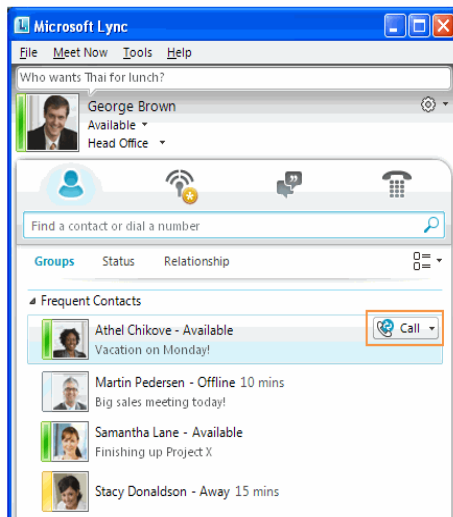 Microsoft Lync
File Meet Now Tools Help
Who wants Thai for lunch?
George Brown
Available
Head Office
Find a contact or dial a number
Groups Status Relationship
Frequent Contacts
Athel Chikove - Available
Call
Vacation on Monday!
Martin Pedersen - Offline 10 mins
Big sales meeting today!
Samantha Lane - Available
Finishing up Project X
Stacy Donaldson - Away 15 mins